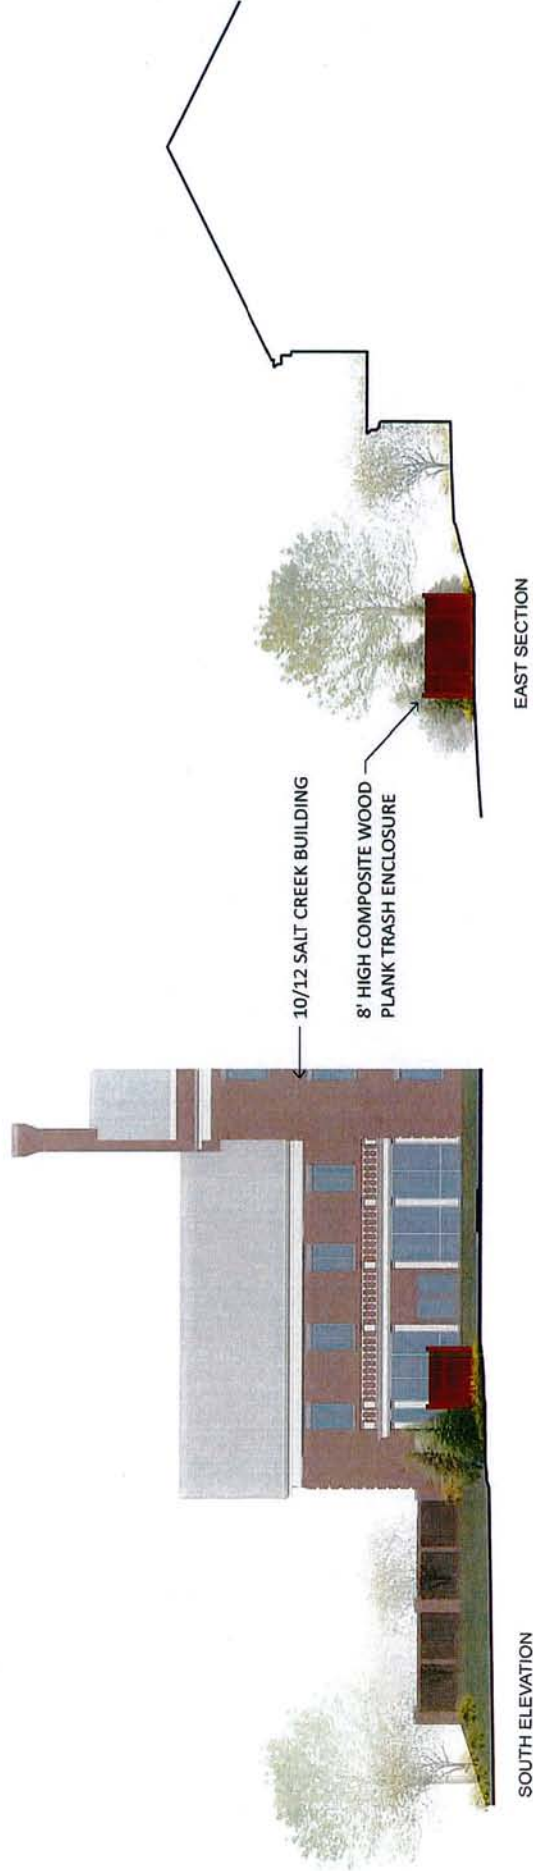 10/12 SALT CREEK BUILDING
8' HIGH COMPOSITE WOOD
PLANK TRASH ENCLOSURE
SOUTH ELEVATION
EAST SECTION